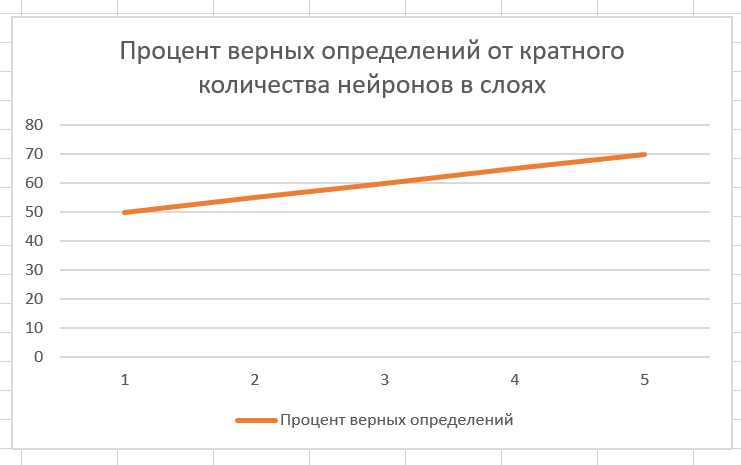 Процент верных определений от кратного
количества нейронов в слоях
80
70
60
50
40
30
20
10
0
1 2 3 4 5
Процент верных определений